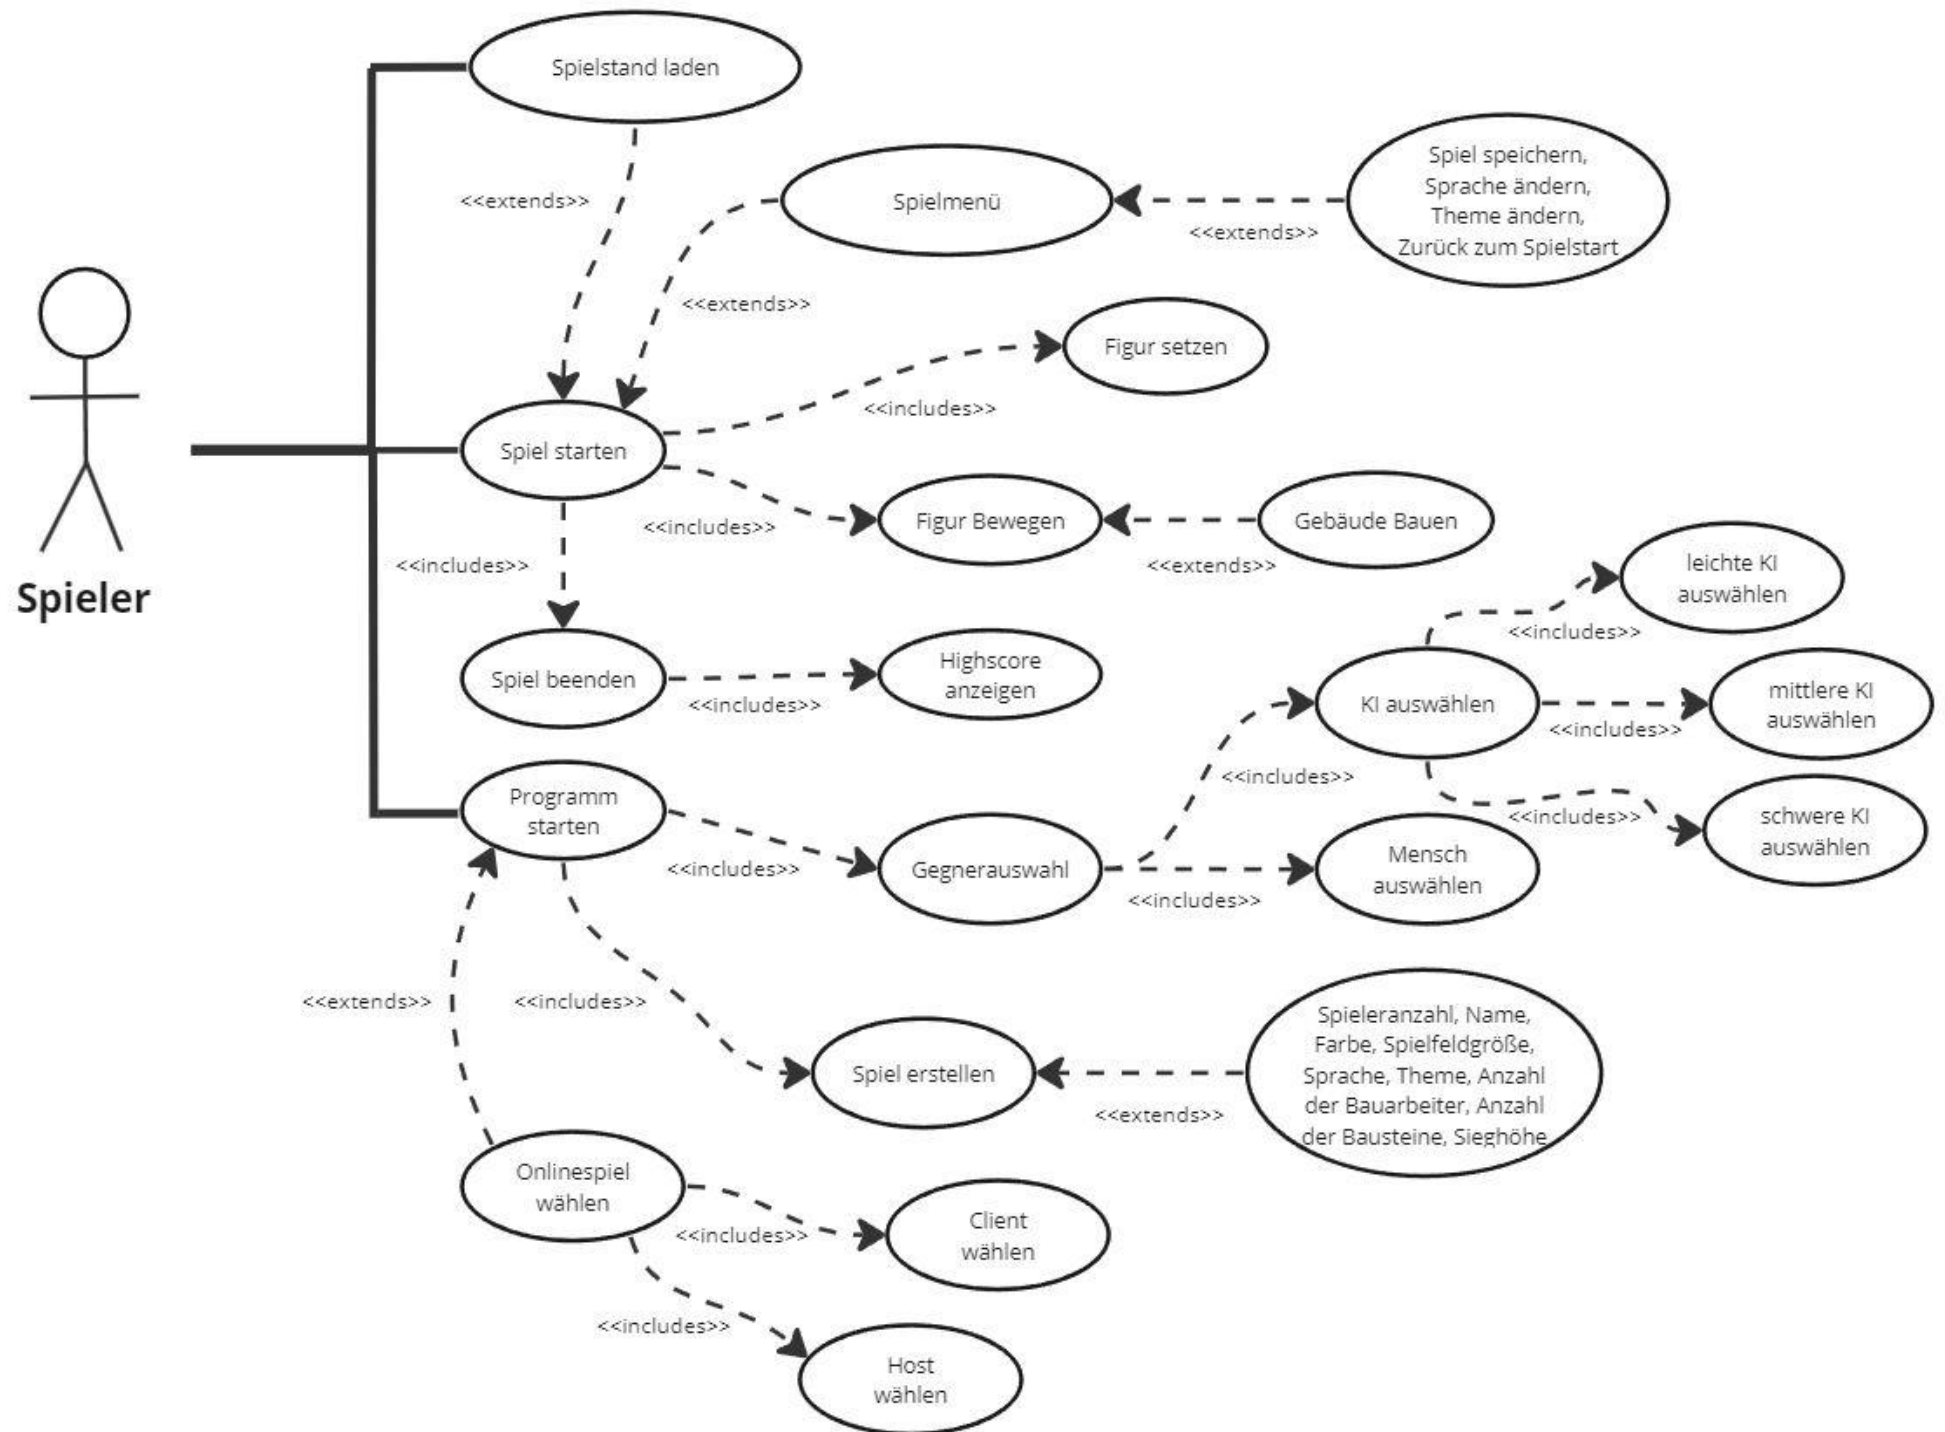 Spielstand laden
<<extends>>
Spielmenü
<<extends>>
Spiel speichern,
Sprache ändern,
Theme ändern,
Zurück zum Spielstart
<<extends>>
Figur setzen
<<includes>>
Spiel starten
<<includes>>
Figur Bewegen
<<extends>>
Gebäude Bauen
<<includes>>
Spieler
leichte KI
auswählen
<<includes>>
Spiel beenden
<<includes>>
Highscore
anzeigen
KI auswählen
<<includes>>
mittlere KI
auswählen
<<includes>>
<<includes>>
schwere KI
auswählen
Programm
starten
<<includes>>
Gegnerauswahl
<<includes>>
Mensch
auswählen
<<extends>>
<<includes>>
Spiel erstellen
<<extends>>
Spieleranzahl, Name,
Farbe, Spielfeldgröße,
Sprache, Theme, Anzahl
der Bauarbeiter, Anzahl
der Bausteine, Sieghöhe
Onlinespiel
wählen
<<includes>>
Client
wählen
<<includes>>
Host
wählen